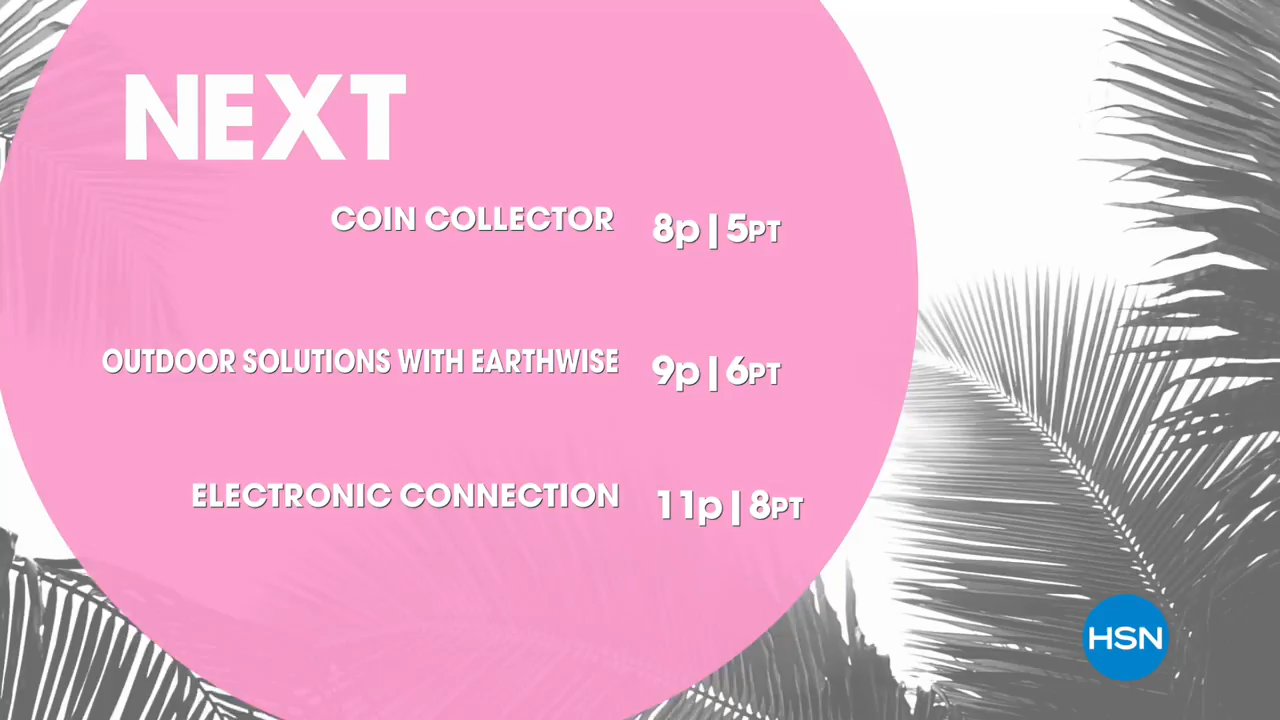 NEXT
COIN COLLECTOR 8p | 5PT
OUTDOOR SOLUTIONS WITH EARTHWISE 9p | 6PT
ELECTRONIC CONNECTION 11p | 8PT
HSN